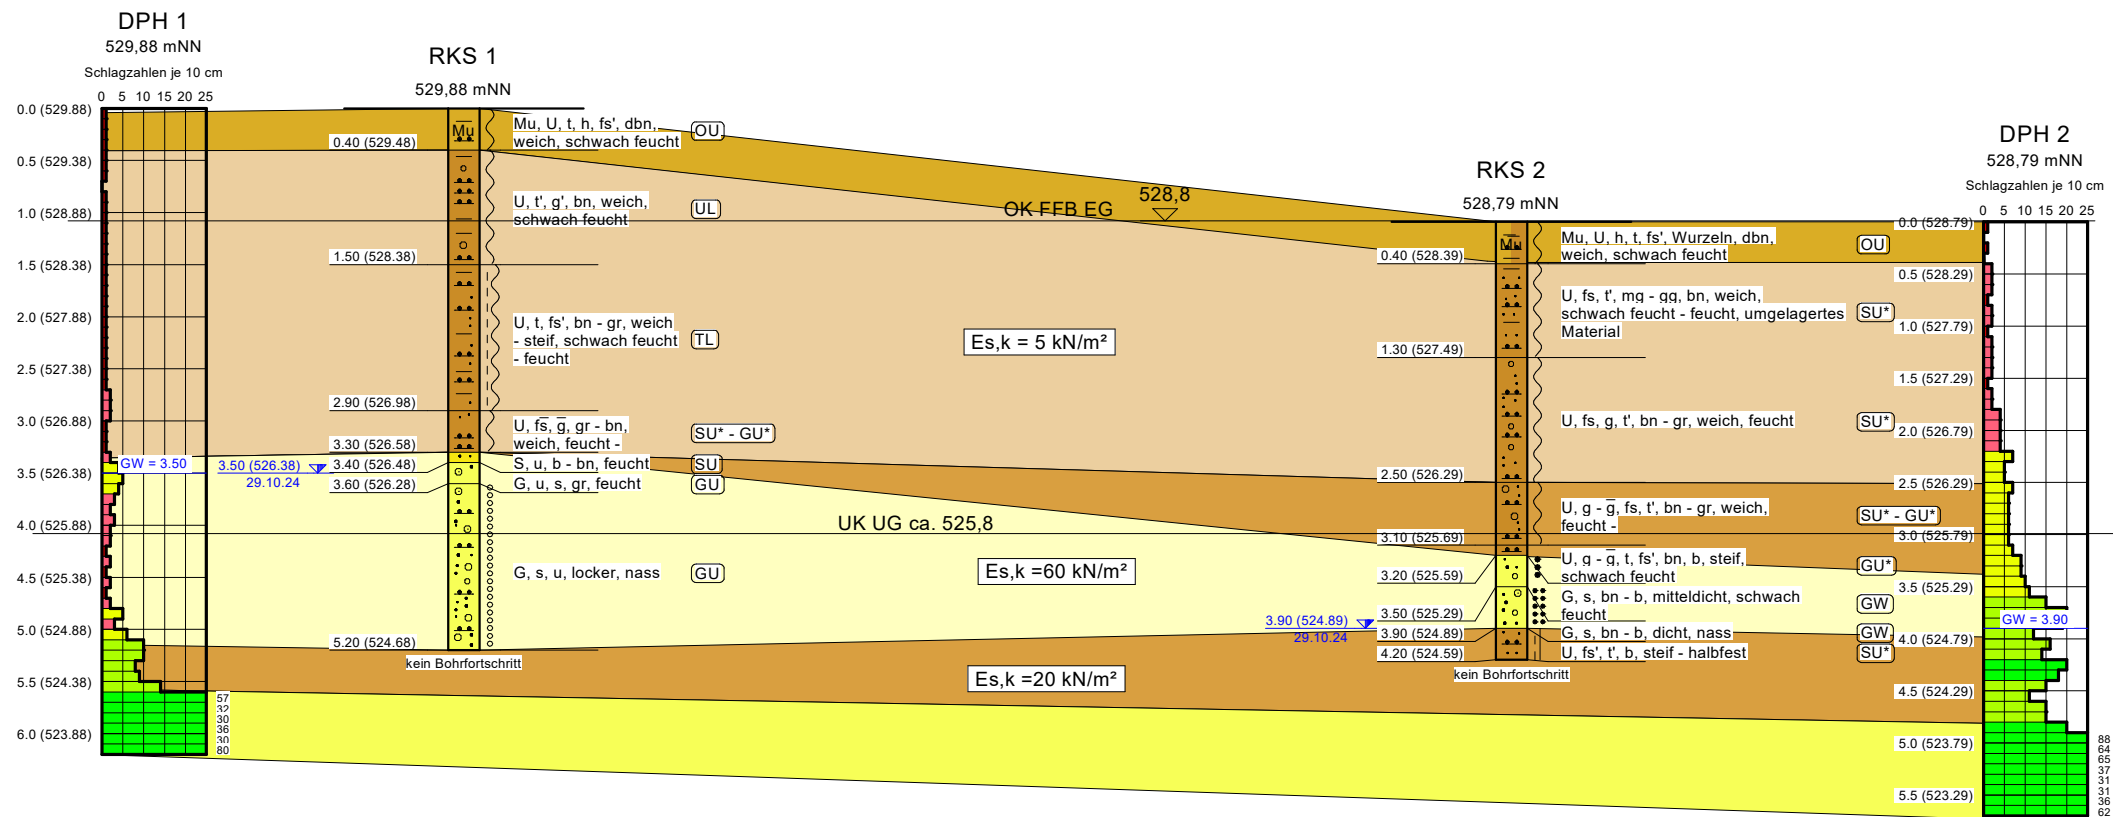 DPH 1
529,88 mNN
Schlagzahlen je 10 cm
0 5 10 15 20 25
0.0 (529.88)
0.5 (529.38)
1.0 (528.88)
1.5 (528.38)
2.0 (527.88)
2.5 (527.38)
3.0 (526.88)
3.5 (526.38)
4.0 (525.88)
4.5 (525.38)
5.0 (524.88)
5.5 (524.38)
6.0 (523.88)
GW = 3.50
57
32
30
36
30
80
RKS 1
529,88 mNN
Mu
0.40 (529.48)
1.50 (528.38)
2.90 (526.98)
3.30 (526.58)
3.40 (526.48)
3.60 (526.28)
5.20 (524.68)
3.50 (526.38)
29.10.24
kein Bohrfortschritt
Mu, U, t, h, fs', dbn,
weich, schwach feucht
OU
U, t', g', bn, weich,
schwach feucht
UL
U, t, fs', bn - gr, weich
- steif, schwach feucht
- feucht
TL
U, fs̅, g̅, gr - bn,
weich, feucht -
SU* - GU*
S, u, b - bn, feucht
SU
G, u, s, gr, feucht
GU
G, s, u, locker, nass
GU
OK FFB EG
528,8
Es,k = 5 kN/m²
UK UG ca. 525,8
Es,k =60 kN/m²
Es,k =20 kN/m²
RKS 2
528,79 mNN
Mu
0.40 (528.39)
1.30 (527.49)
2.50 (526.29)
3.10 (525.69)
3.20 (525.59)
3.50 (525.29)
3.90 (524.89)
4.20 (524.59)
3.90 (524.89)
29.10.24
kein Bohrfortschritt
Mu, U, h, t, fs', Wurzeln, dbn,
weich, schwach feucht
OU
U, fs, t', mg - gg, bn, weich,
schwach feucht - feucht, umgelagertes
Material
SU*
U, fs, g, t', bn - gr, weich, feucht
SU*
U, g - g̅, fs, t', bn - gr, weich,
feucht -
SU* - GU*
U, g - g̅, t, fs', bn, b, steif,
schwach feucht
GU*
G, s, bn - b, mitteldicht, schwach
feucht
GW
G, s, bn - b, dicht, nass
GW
U, fs', t', b, steif - halbfest
SU*
DPH 2
528,79 mNN
Schlagzahlen je 10 cm
0 5 10 15 20 25
0.0 (528.79)
0.5 (528.29)
1.0 (527.79)
1.5 (527.29)
2.0 (526.79)
2.5 (526.29)
3.0 (525.79)
3.5 (525.29)
4.0 (524.79)
4.5 (524.29)
5.0 (523.79)
5.5 (523.29)
GW = 3.90
88
64
65
37
31
31
36
62